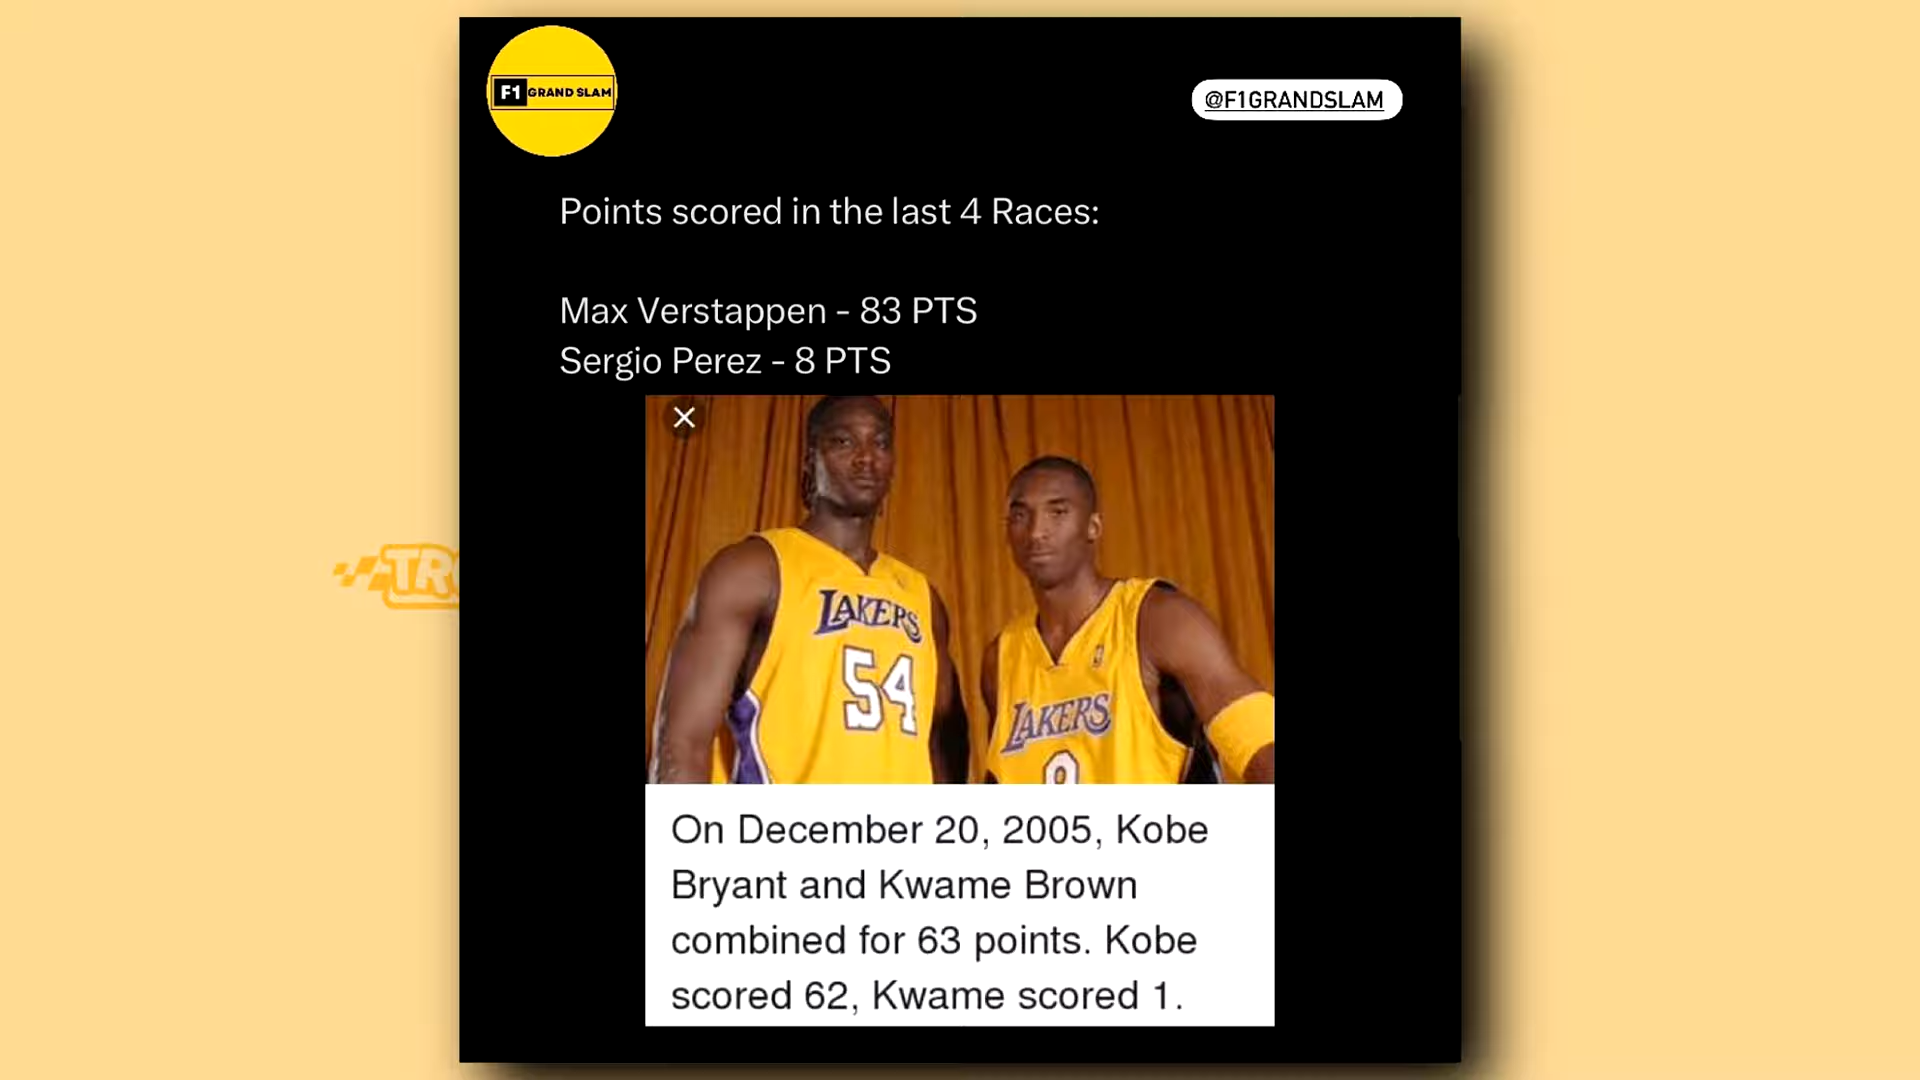 F1 GRAND SLAM
@F1GRANDSLAM
Points scored in the last 4 Races:
Max Verstappen - 83 PTS
Sergio Perez - 8 PTS
LAKERS
54
LAKERS
On December 20, 2005, Kobe
Bryant and Kwame Brown
combined for 63 points. Kobe
scored 62, Kwame scored 1.